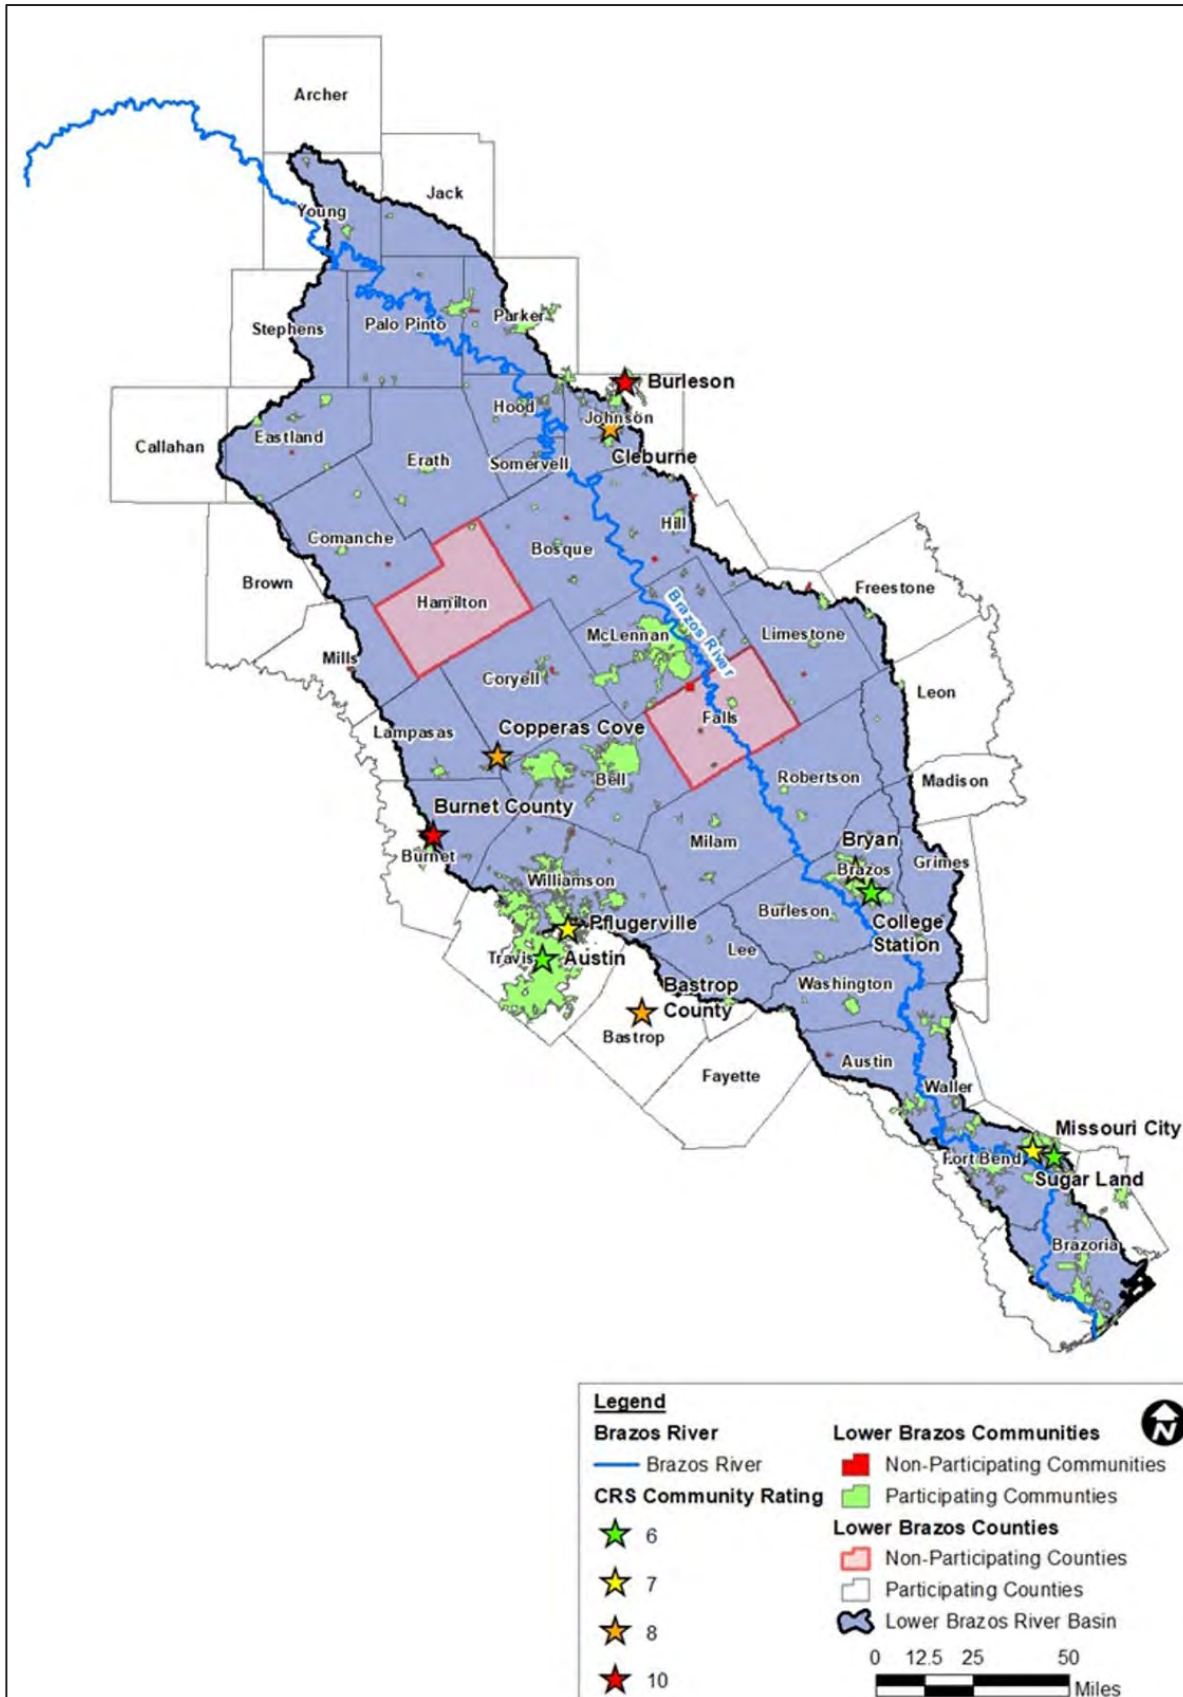 Archer
Jack
Young
Stephens
Palo Pinto
Parker
Burleson
Hood
Johnson
Callahan
Eastland
Erath
Somervell
Cleburne
Comanche
Bosque
Hill
Brown
Hamilton
Freestone
McLennan
Brazos River
Limestone
Mills
Coryell
Leon
Lampasas
Copperas Cove
Falls
Bell
Robertson
Madison
Burnet County
Burnet
Milam
Bryan
Brazos
Grimes
Williamson
Burleson
College
Station
Pflugerville
Travis
Austin
Lee
Bastrop
County
Washington
Bastrop
Fayette
Austin
Waller
Missouri City
Fort Bend
Sugar Land
Brazoria
Legend
Brazos River
Brazos River
CRS Community Rating
6
7
8
10
Lower Brazos Communities
Non-Participating Communities
Participating Communties
Lower Brazos Counties
Non-Participating Counties
Participating Counties
Lower Brazos River Basin
N
0 12.5 25 50
Miles